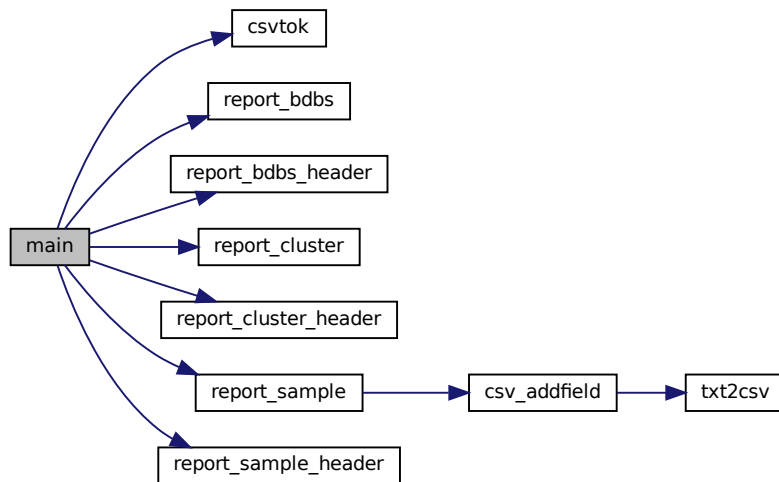 csvtok
report_bdbs
report_bdbs_header
main
report_cluster
report_cluster_header
report_sample
csv_addfield
txt2csv
report_sample_header